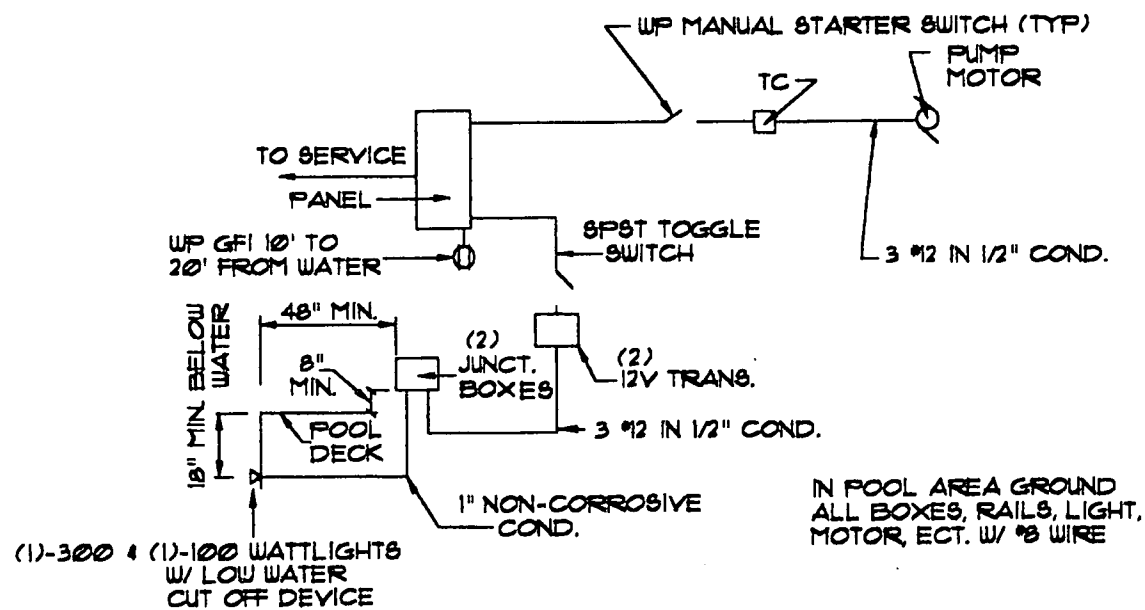 WP MANUAL STARTER SWITCH (TYP)
PUMP
MOTOR
TC
TO SERVICE
PANEL
SPST TOGGLE
SWITCH
WP GFI 10' TO
20' FROM WATER
3 #12 IN 1/2" COND.
48" MIN.
18" MIN. BELOW
WATER
8"
MIN.
(2)
JUNCT.
BOXES
(2)
12V TRANS.
POOL
DECK
3 #12 IN 1/2" COND.
1" NON-CORROSIVE
COND.
IN POOL AREA GROUND
ALL BOXES, RAILS, LIGHT,
MOTOR, ECT. W/ #8 WIRE
(1)-300 & (1)-100 WATTLIGHTS
W/ LOW WATER
CUT OFF DEVICE